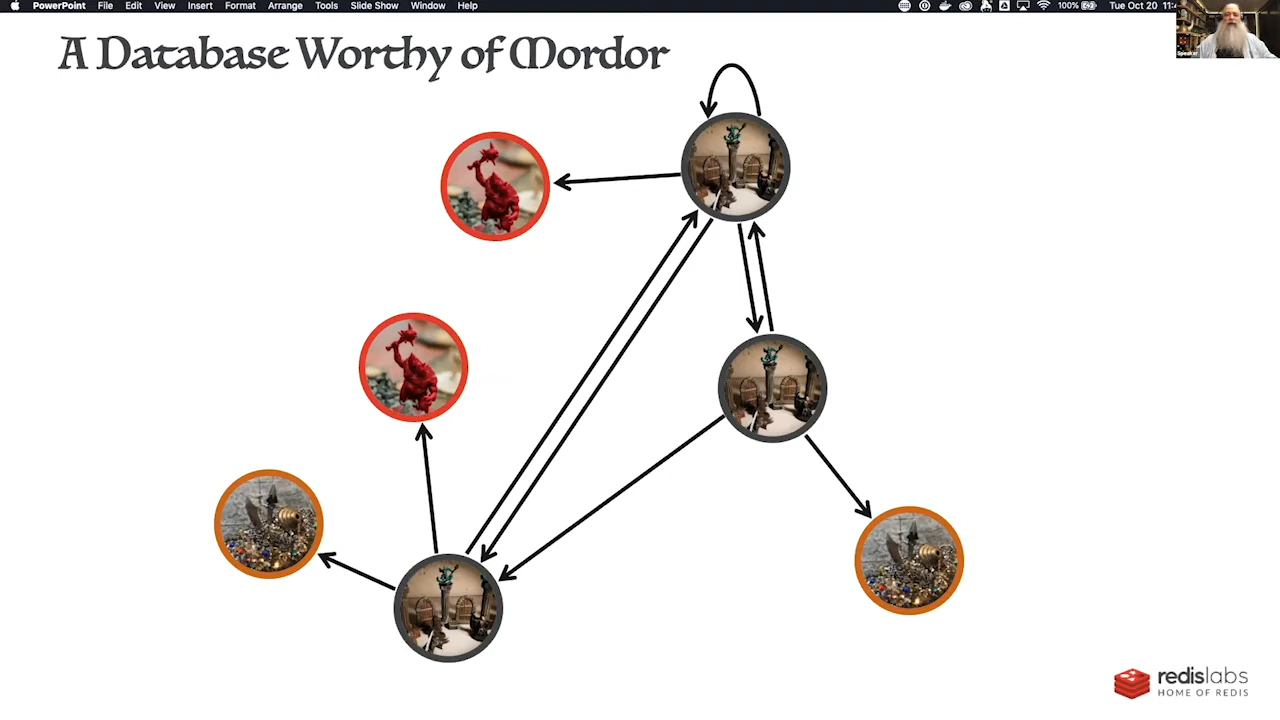 PowerPoint File Edit View Insert Format Arrange Tools Slide Show Window Help 100% Tue Oct 20
A Database Worthy of Mordor
Speaker
redislabs
HOME OF REDIS